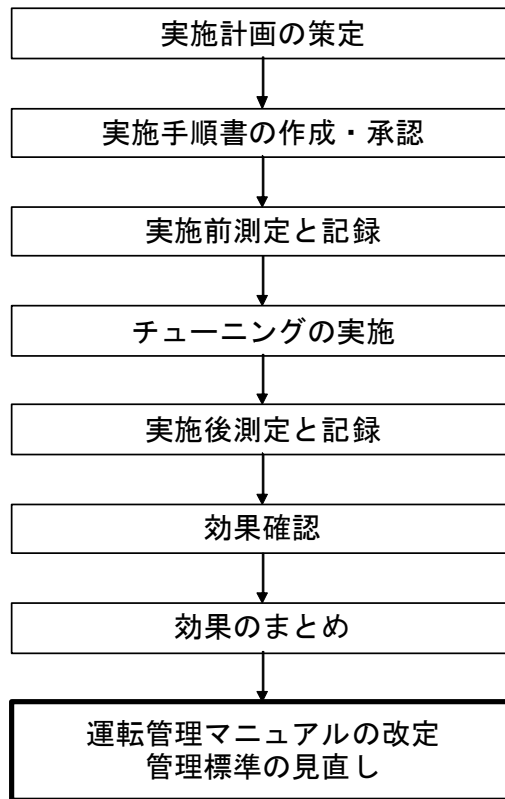 実施計画の策定
実施手順書の作成・承認
実施前測定と記録
チューニングの実施
実施後測定と記録
効果確認
効果のまとめ
運転管理マニュアルの改定
管理標準の見直し